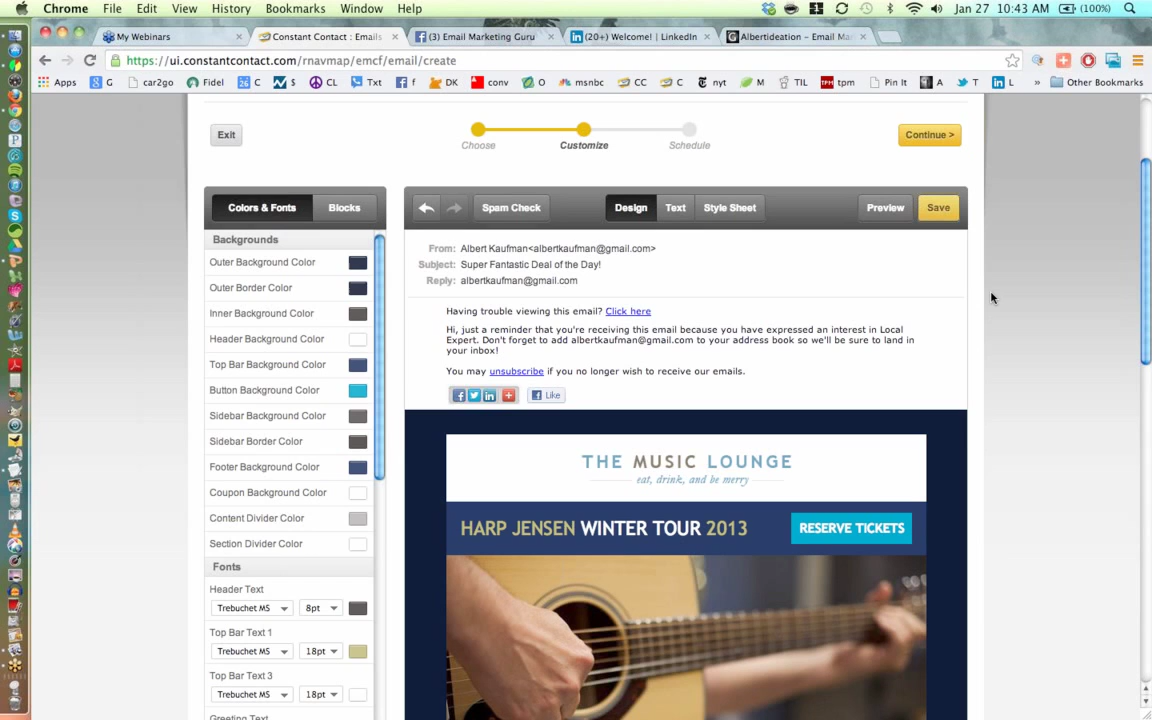 Chrome File Edit View History Bookmarks Window Help Jan 27 10:43 AM (100%)
My Webinars
Constant Contact : Emails
(3) Email Marketing Guru
(20+) Welcome! | LinkedIn
Albertideation – Email Ma
https://ui.constantcontact.com/rnavmap/emcf/email/create
Apps G car2go Fidel C $ CL Txt f DK conv O msnbc CC C nyt M TIL tpm Pin It A T L » Other Bookmarks
Exit
Choose Customize Schedule
Continue >
Colors & Fonts Blocks
Spam Check Design Text Style Sheet Preview Save
Backgrounds
Outer Background Color
Outer Border Color
Inner Background Color
Header Background Color
Top Bar Background Color
Button Background Color
Sidebar Background Color
Sidebar Border Color
Footer Background Color
Coupon Background Color
Content Divider Color
Section Divider Color
Fonts
Header Text
Trebuchet MS 8pt
Top Bar Text 1
Trebuchet MS 18pt
Top Bar Text 3
Trebuchet MS 18pt
Greeting Text
From: Albert Kaufman<albertkaufman@gmail.com>
Subject: Super Fantastic Deal of the Day!
Reply: albertkaufman@gmail.com
Having trouble viewing this email? Click here
Hi, just a reminder that you're receiving this email because you have expressed an interest in Local
Expert. Don't forget to add albertkaufman@gmail.com to your address book so we'll be sure to land in
your inbox!
You may unsubscribe if you no longer wish to receive our emails.
Like
THE MUSIC LOUNGE
eat, drink, and be merry
HARP JENSEN WINTER TOUR 2013
RESERVE TICKETS